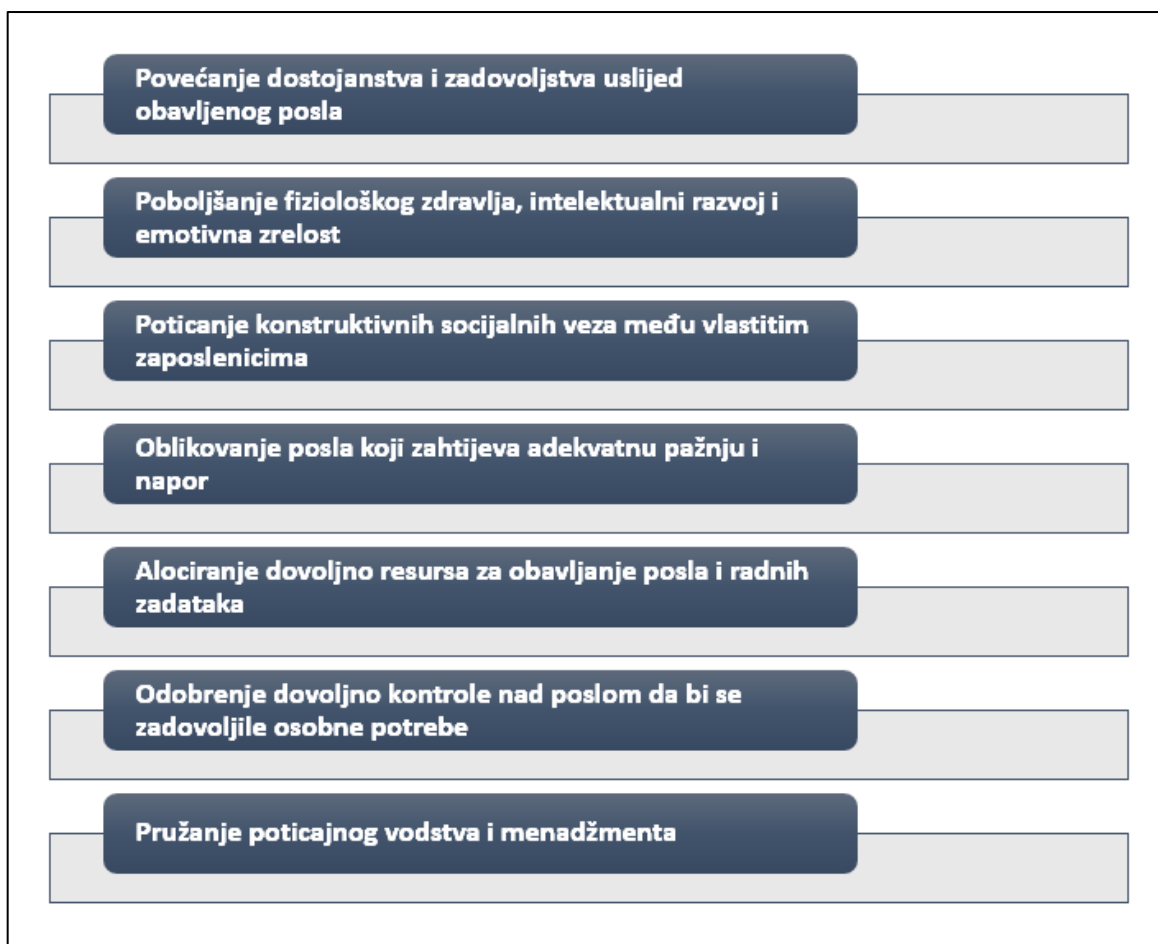 Povećanje dostojanstva i zadovoljstva uslijed
obavljenog posla
Poboljšanje fiziološkog zdravlja, intelektualni razvoj i
emotivna zrelost
Poticanje konstruktivnih socijalnih veza među vlastitim
zaposlenicima
Oblikovanje posla koji zahtijeva adekvatnu pažnju i
napor
Alociranje dovoljno resursa za obavljanje posla i radnih
zadataka
Odobrenje dovoljno kontrole nad poslom da bi se
zadovoljile osobne potrebe
Pružanje poticajnog vodstva i menadžmenta